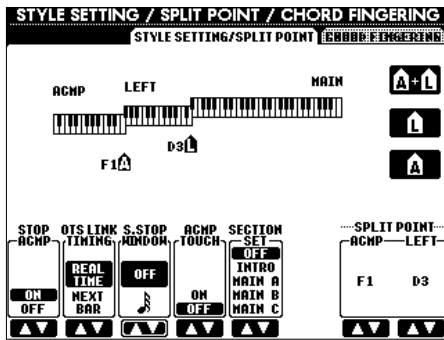 STYLE SETTING / SPLIT POINT / CHORD FINGERING
STYLE SETTING/SPLIT POINT CHORD FINGERING
ACMP LEFT MAIN
A+L
D3 L
F1 A
L
A
STOP ACMP
ON
OFF
OTS LINK TIMING
REAL TIME
NEXT BAR
S.STOP WINDOW
OFF
ACMP TOUCH
ON
OFF
SECTION SET
OFF
INTRO
MAIN A
MAIN B
MAIN C
SPLIT POINT
ACMP LEFT
F1 D3